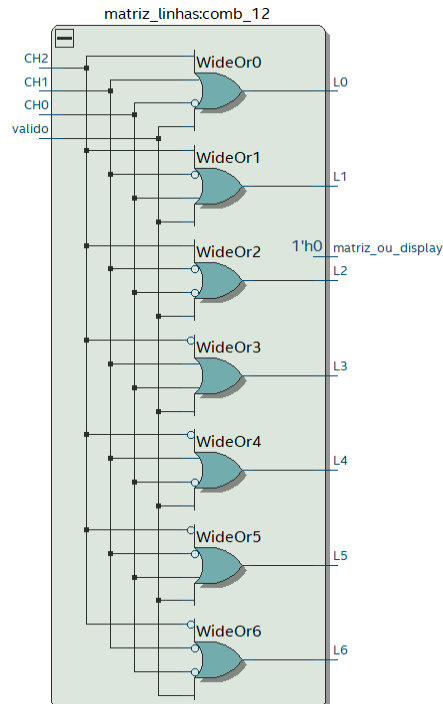 matriz_linhas:comb_12
CH2
CH1
CH0
valido
WideOr0
L0
WideOr1
L1
WideOr2
1'h0
matriz_ou_display
L2
WideOr3
L3
WideOr4
L4
WideOr5
L5
WideOr6
L6